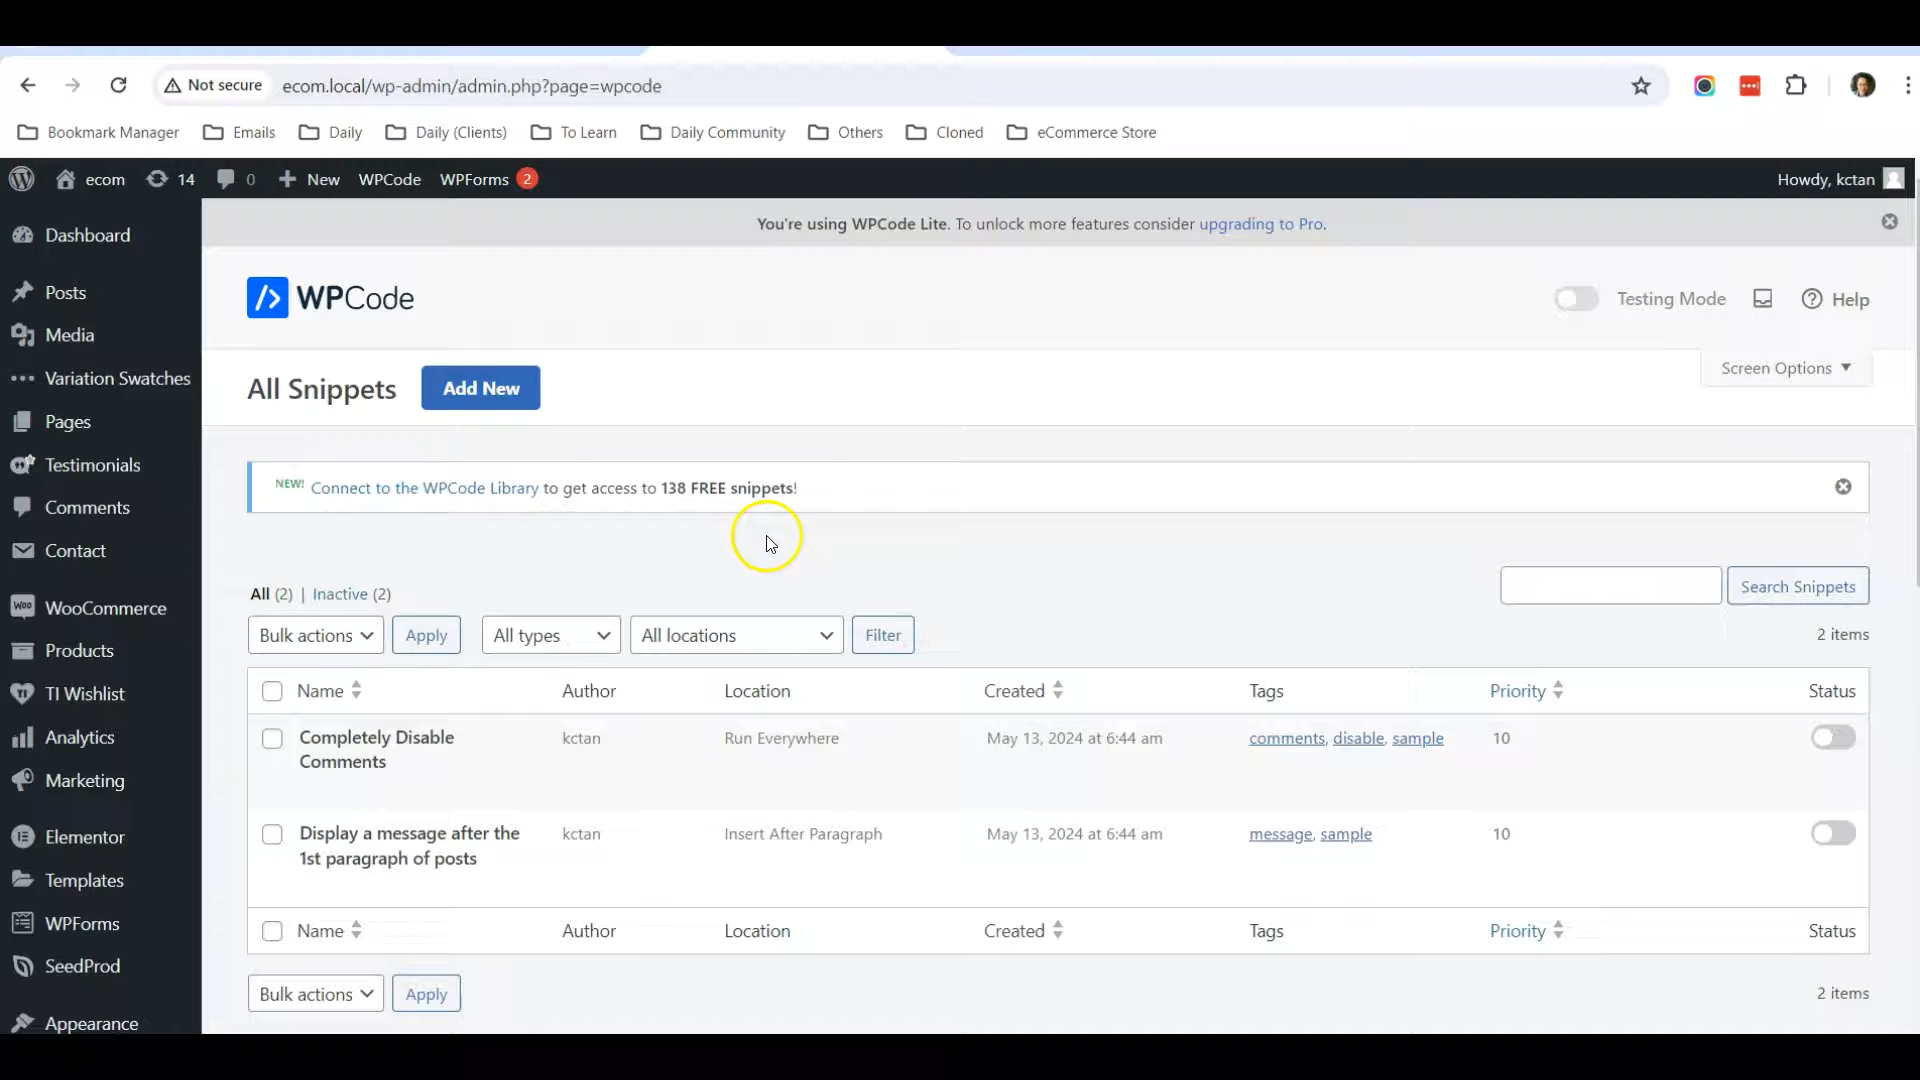 Not secure ecom.local/wp-admin/admin.php?page=wpcode
Bookmark Manager Emails Daily Daily (Clients) To Learn Daily Community Others Cloned eCommerce Store
ecom 14 0 New WPCode WPForms 2 Howdy, kctan
You're using WPCode Lite. To unlock more features consider upgrading to Pro.
Dashboard
Posts
Media
Variation Swatches
Pages
Testimonials
Comments
Contact
WooCommerce
Products
TI Wishlist
Analytics
Marketing
Elementor
Templates
WPForms
SeedProd
Appearance
WPCode
Testing Mode Help
All Snippets Add New Screen Options
NEW! Connect to the WPCode Library to get access to 138 FREE snippets!
All (2) | Inactive (2) Search Snippets
Bulk actions Apply All types All locations Filter 2 items
Name Author Location Created Tags Priority Status
Completely Disable Comments kctan Run Everywhere May 13, 2024 at 6:44 am comments, disable, sample 10
Display a message after the 1st paragraph of posts kctan Insert After Paragraph May 13, 2024 at 6:44 am message, sample 10
Name Author Location Created Tags Priority Status
Bulk actions Apply 2 items